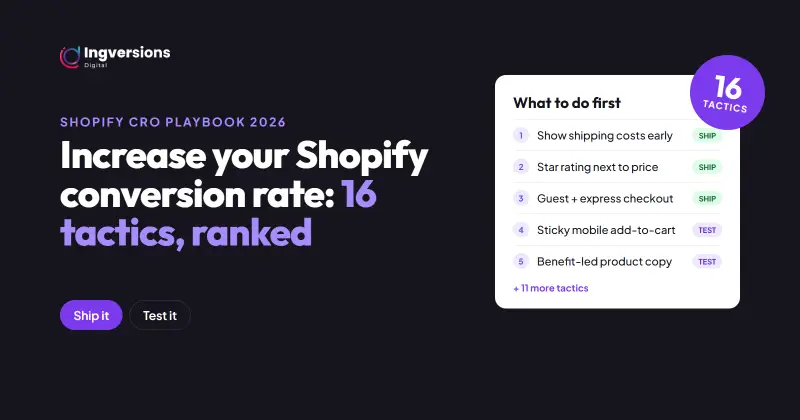 Ingversions
Digital
SHOPIFY CRO PLAYBOOK 2026
Increase your Shopify
conversion rate: 16
tactics, ranked
Ship it
Test it
16
TACTICS
What to do first
1 Show shipping costs early SHIP
2 Star rating next to price SHIP
3 Guest + express checkout SHIP
4 Sticky mobile add-to-cart TEST
5 Benefit-led product copy TEST
+ 11 more tactics